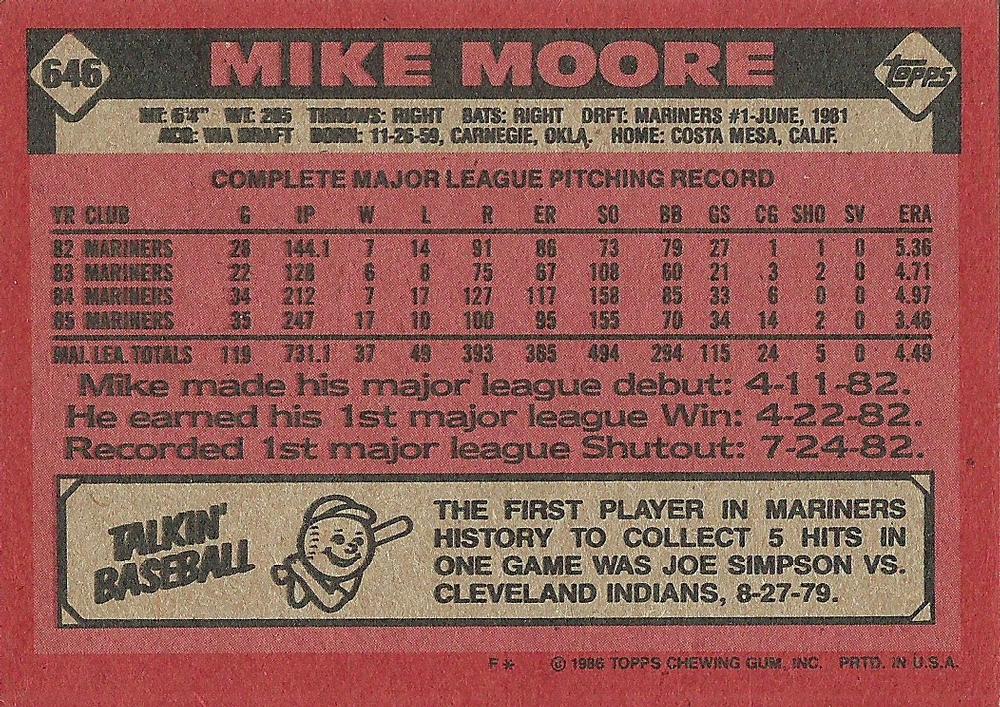 646 MIKE MOORE TOPPS
HT: 6'4" WT: 205 THROWS: RIGHT BATS: RIGHT DRFT: MARINERS #1-JUNE, 1981
ACQ: VIA DRAFT BORN: 11-26-59, CARNEGIE, OKLA. HOME: COSTA MESA, CALIF.
COMPLETE MAJOR LEAGUE PITCHING RECORD
YR CLUB G IP W L R ER SO BB GS CG SHO SV ERA
82 MARINERS 28 144.1 7 14 91 86 73 79 27 1 1 0 5.36
83 MARINERS 22 128 6 8 75 67 108 60 21 3 2 0 4.71
84 MARINERS 34 212 7 17 127 117 158 85 33 6 0 0 4.97
85 MARINERS 35 247 17 10 100 95 155 70 34 14 2 0 3.46
MAJ. LEA. TOTALS 119 731.1 37 49 393 365 494 294 115 24 5 0 4.49
Mike made his major league debut: 4-11-82.
He earned his 1st major league Win: 4-22-82.
Recorded 1st major league Shutout: 7-24-82.
TALKIN'
BASEBALL
THE FIRST PLAYER IN MARINERS
HISTORY TO COLLECT 5 HITS IN
ONE GAME WAS JOE SIMPSON VS.
CLEVELAND INDIANS, 8-27-79.
F* © 1986 TOPPS CHEWING GUM, INC. PRTD. IN U.S.A.